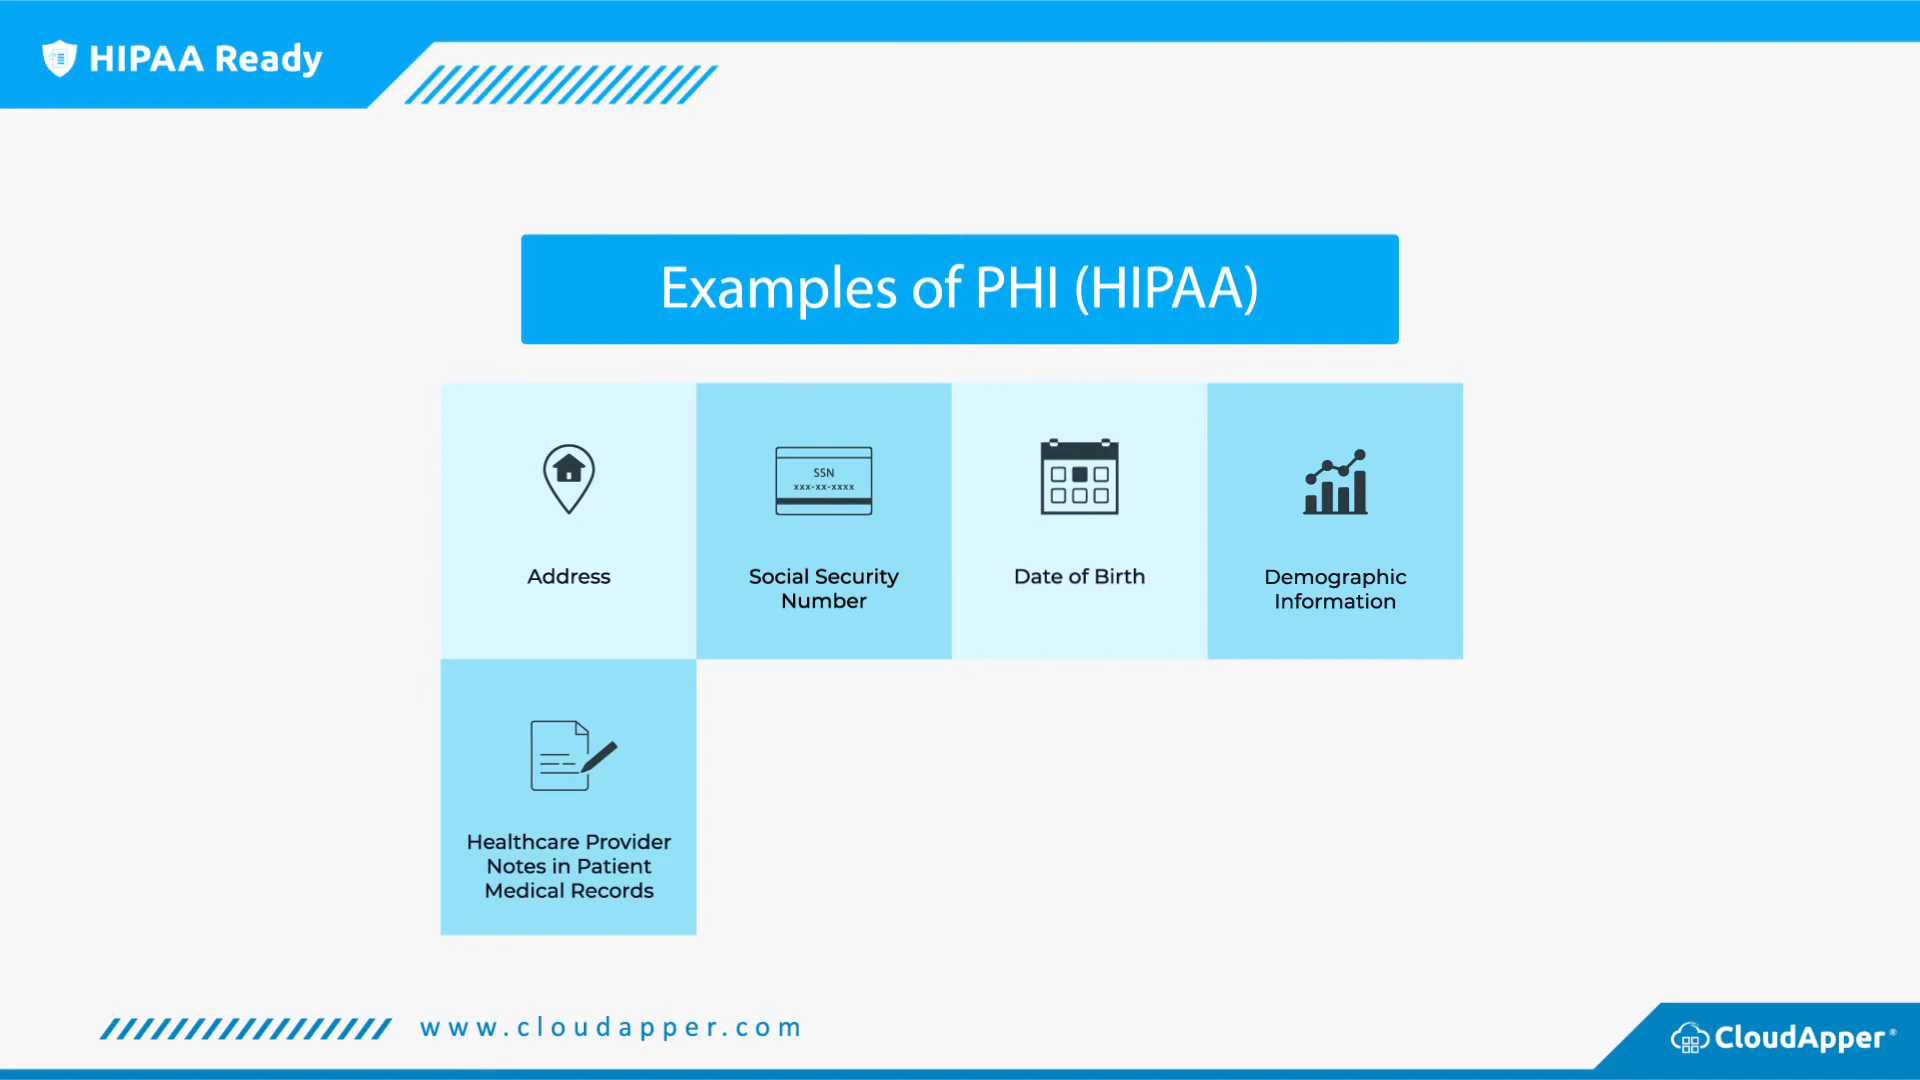 HIPAA Ready
Examples of PHI (HIPAA)
SSN
xxx-xx-xxxx
Address
Social Security
Number
Date of Birth
Demographic
Information
Healthcare Provider
Notes in Patient
Medical Records
www.cloudapper.com
CloudApper®